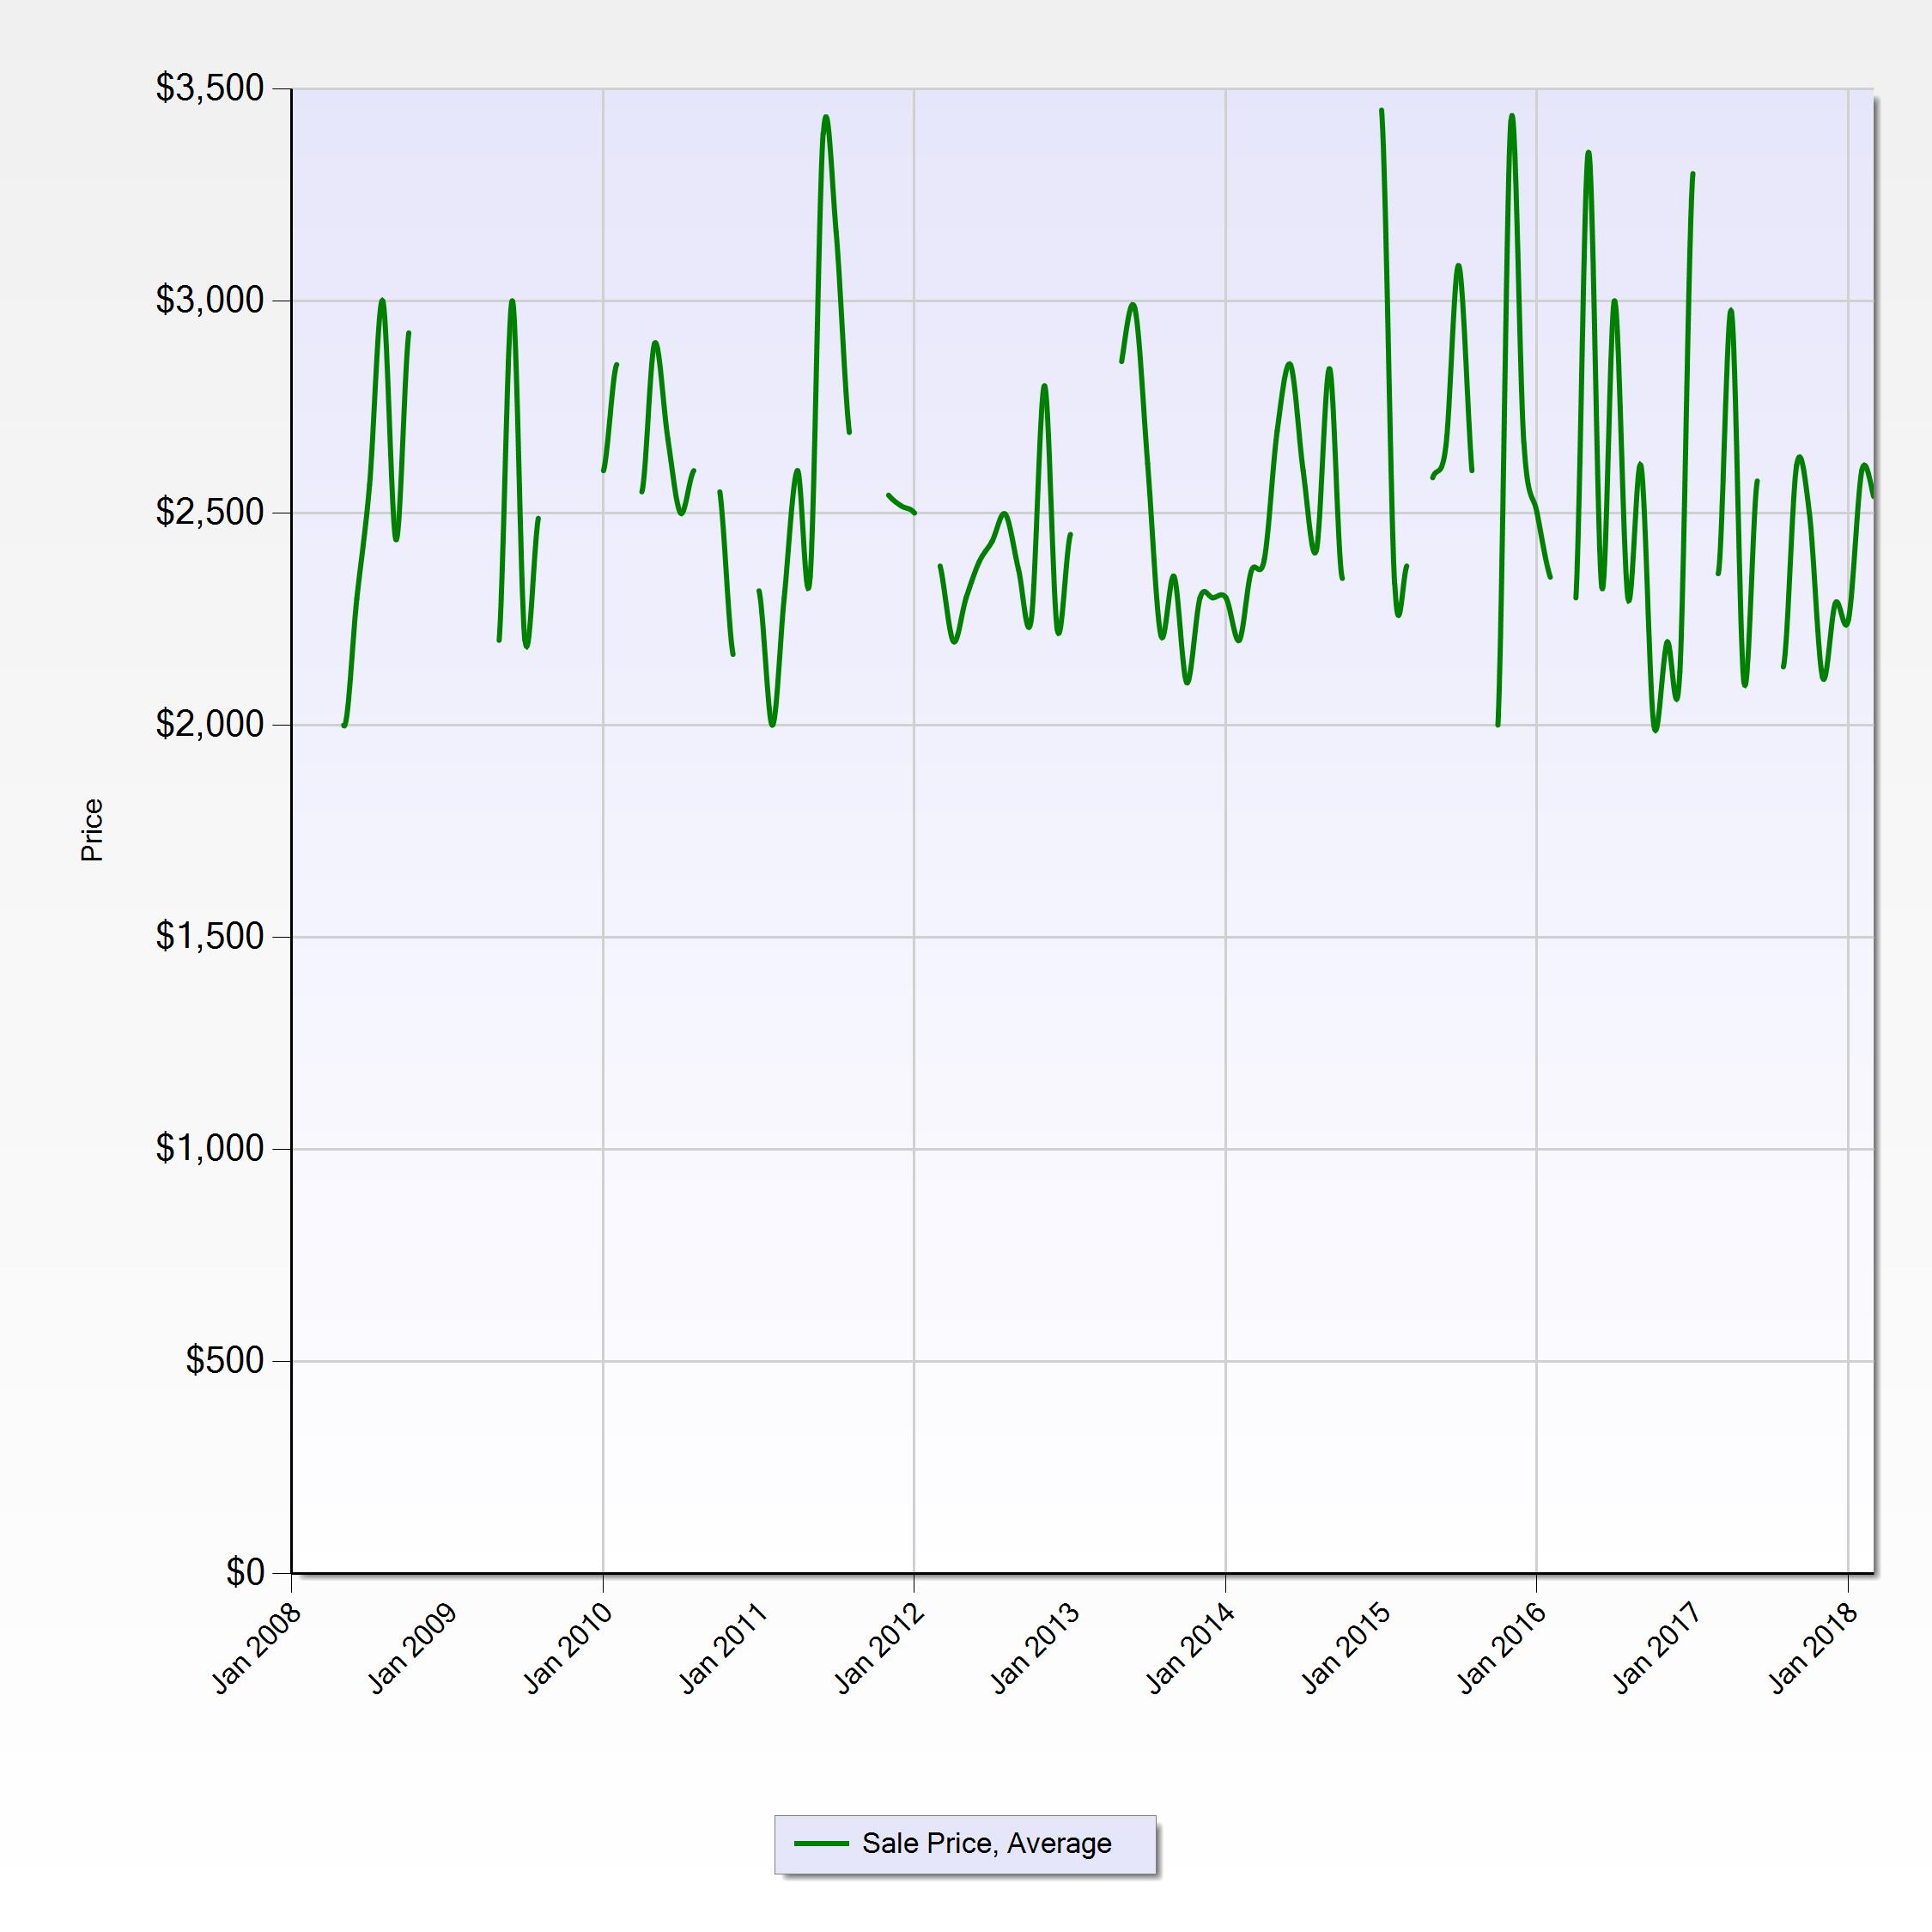 $3,500
$3,000
$2,500
$2,000
$1,500
$1,000
$500
$0
Price
Jan 2008
Jan 2009
Jan 2010
Jan 2011
Jan 2012
Jan 2013
Jan 2014
Jan 2015
Jan 2016
Jan 2017
Jan 2018
Sale Price, Average